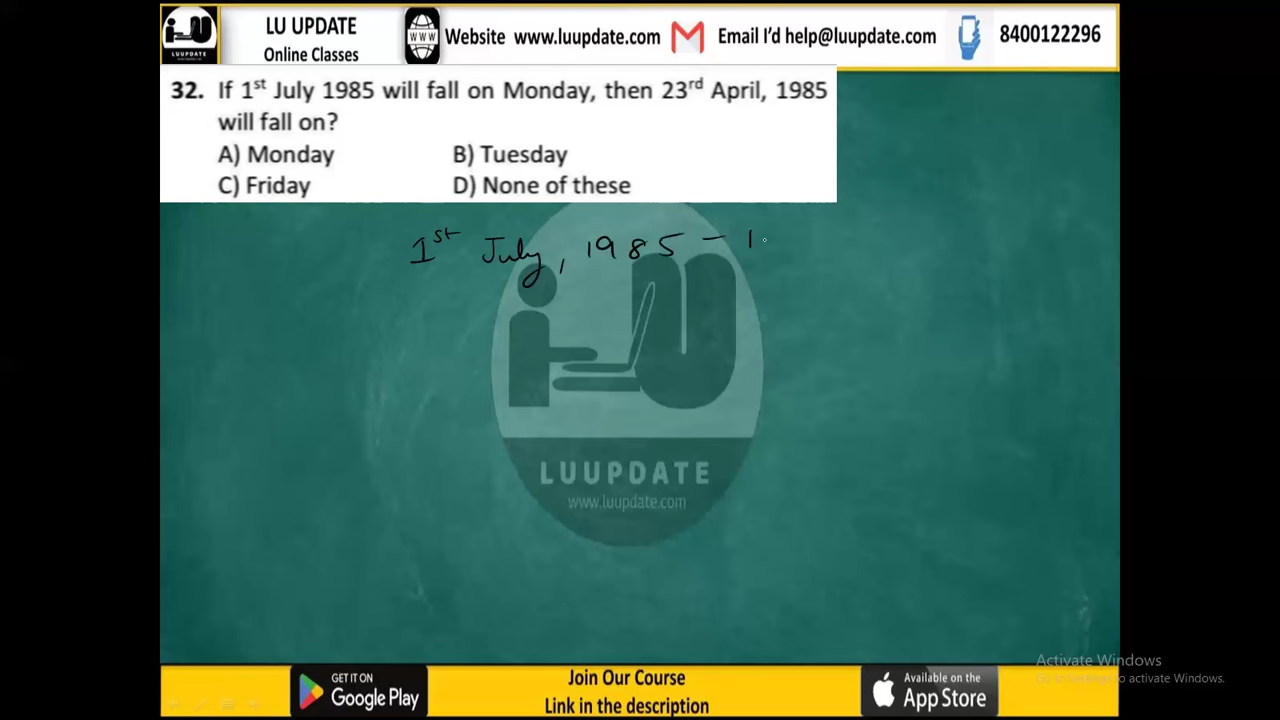 LU UPDATE
Online Classes
LUUPDATE
WWW
Website www.luupdate.com
Email I’d help@luupdate.com
8400122296
32. If 1st July 1985 will fall on Monday, then 23rd April, 1985
will fall on?
A) Monday
B) Tuesday
C) Friday
D) None of these
1st July, 1985 –
LUUPDATE
www.luupdate.com
Activate Windows
GET IT ON
Google Play
Join Our Course
Link in the description
Available on the
App Store